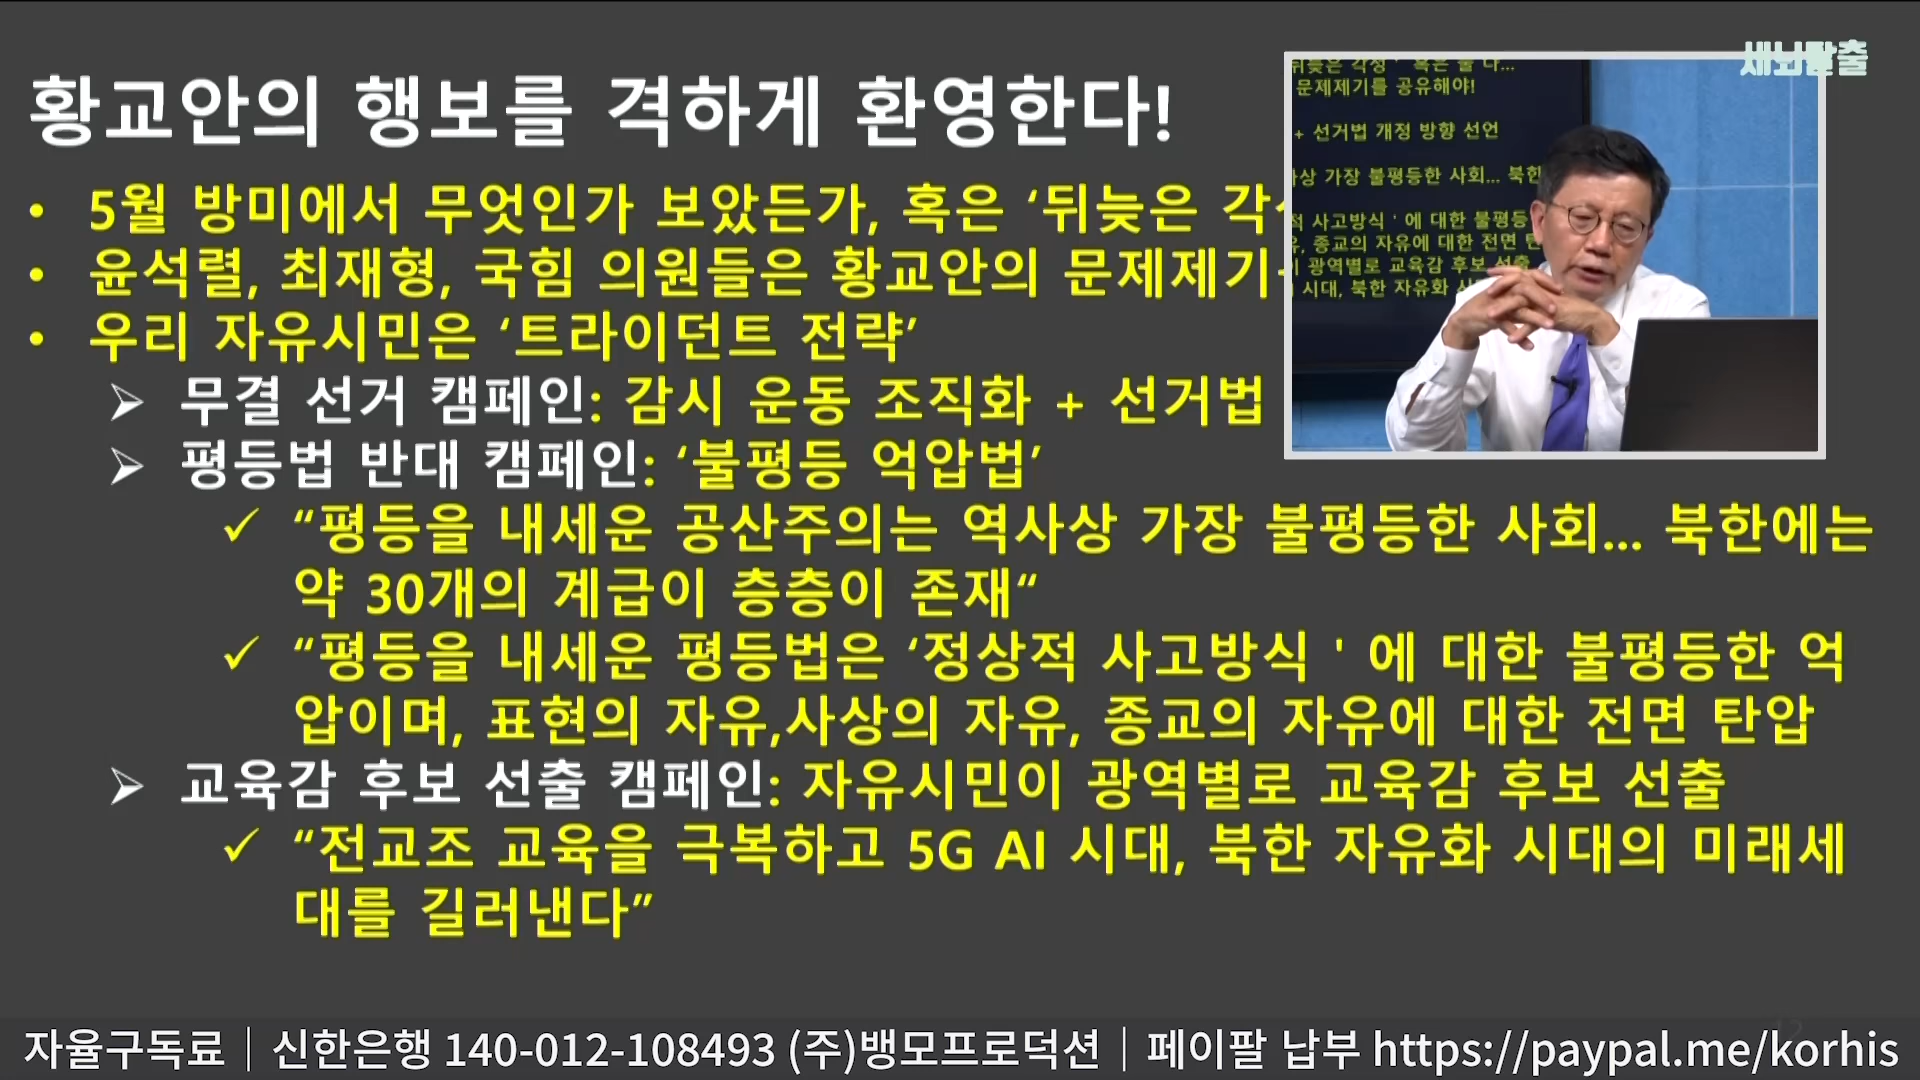 세뇌탈출
황교안의 행보를 격하게 환영한다!
• 5월 방미에서 무엇인가 보았든가, 혹은 ‘뒤늦은
• 윤석렬, 최재형, 국힘 의원들은 황교안의 문제제기
• 우리 자유시민은 ‘트라이던트 전략’
➢ 무결 선거 캠페인: 감시 운동 조직화 + 선거법
➢ 평등법 반대 캠페인: ‘불평등 억압법’
✓ “평등을 내세운 공산주의는 역사상 가장 불평등한 사회... 북한에는
약 30개의 계급이 층층이 존재“
✓ “평등을 내세운 평등법은 ‘정상적 사고방식 ' 에 대한 불평등한 억
압이며, 표현의 자유,사상의 자유, 종교의 자유에 대한 전면 탄압
➢ 교육감 후보 선출 캠페인: 자유시민이 광역별로 교육감 후보 선출
✓ “전교조 교육을 극복하고 5G AI 시대, 북한 자유화 시대의 미래세
대를 길러낸다”
문제제기를 공유해야!
+ 선거법 개정 방향 선언
가장 불평등한 사회... 북한
사고방식 ' 에 대한 불평등
종교의 자유에 대한 전면
광역별로 교육감 후보 선출
시대, 북한 자유화
12
자율구독료│신한은행 140-012-108493 (주)뱅모프로덕션│페이팔 납부 https://paypal.me/korhis